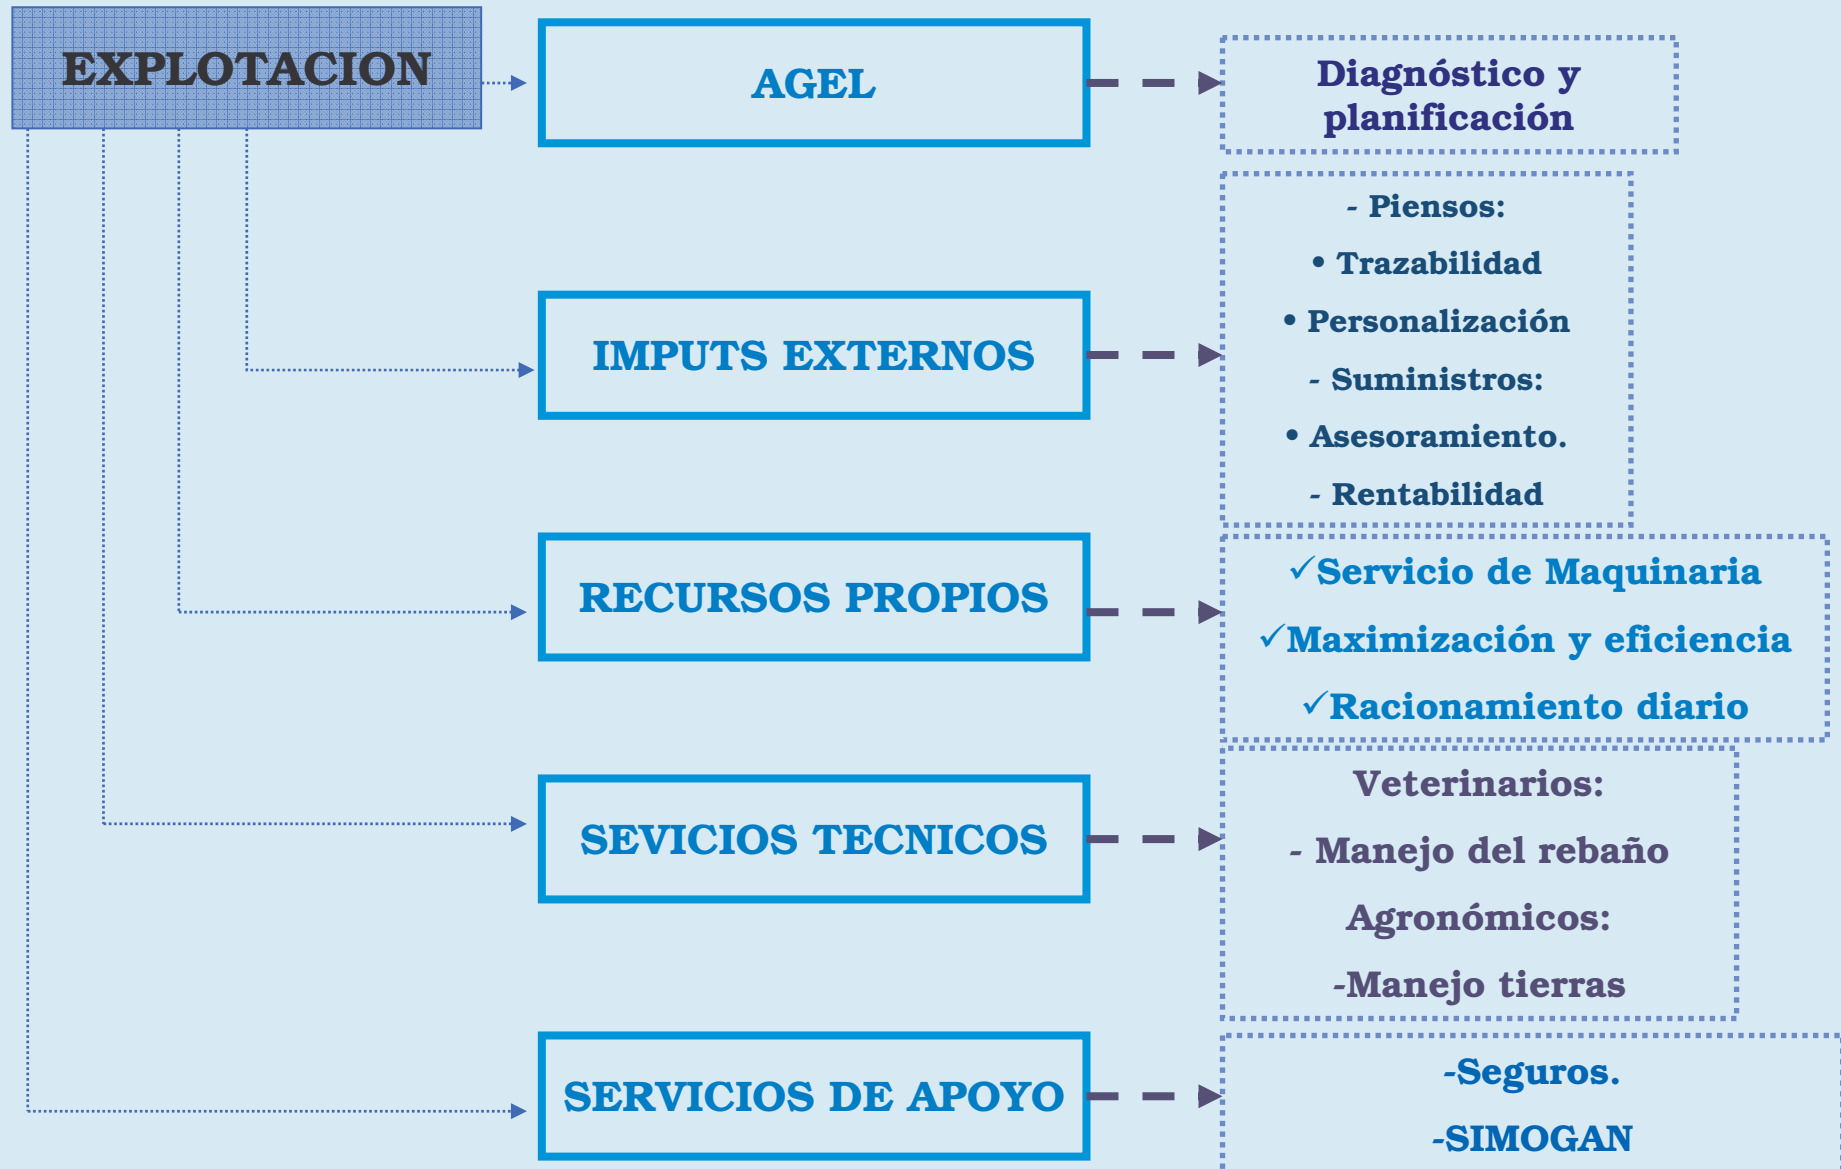 EXPLOTACION
AGEL
Diagnóstico y
planificación
IMPUTS EXTERNOS
- Piensos:
• Trazabilidad
• Personalización
- Suministros:
• Asesoramiento.
- Rentabilidad
RECURSOS PROPIOS
✓Servicio de Maquinaria
✓Maximización y eficiencia
✓Racionamiento diario
SEVICIOS TECNICOS
Veterinarios:
- Manejo del rebaño
Agronómicos:
-Manejo tierras
SERVICIOS DE APOYO
-Seguros.
-SIMOGAN